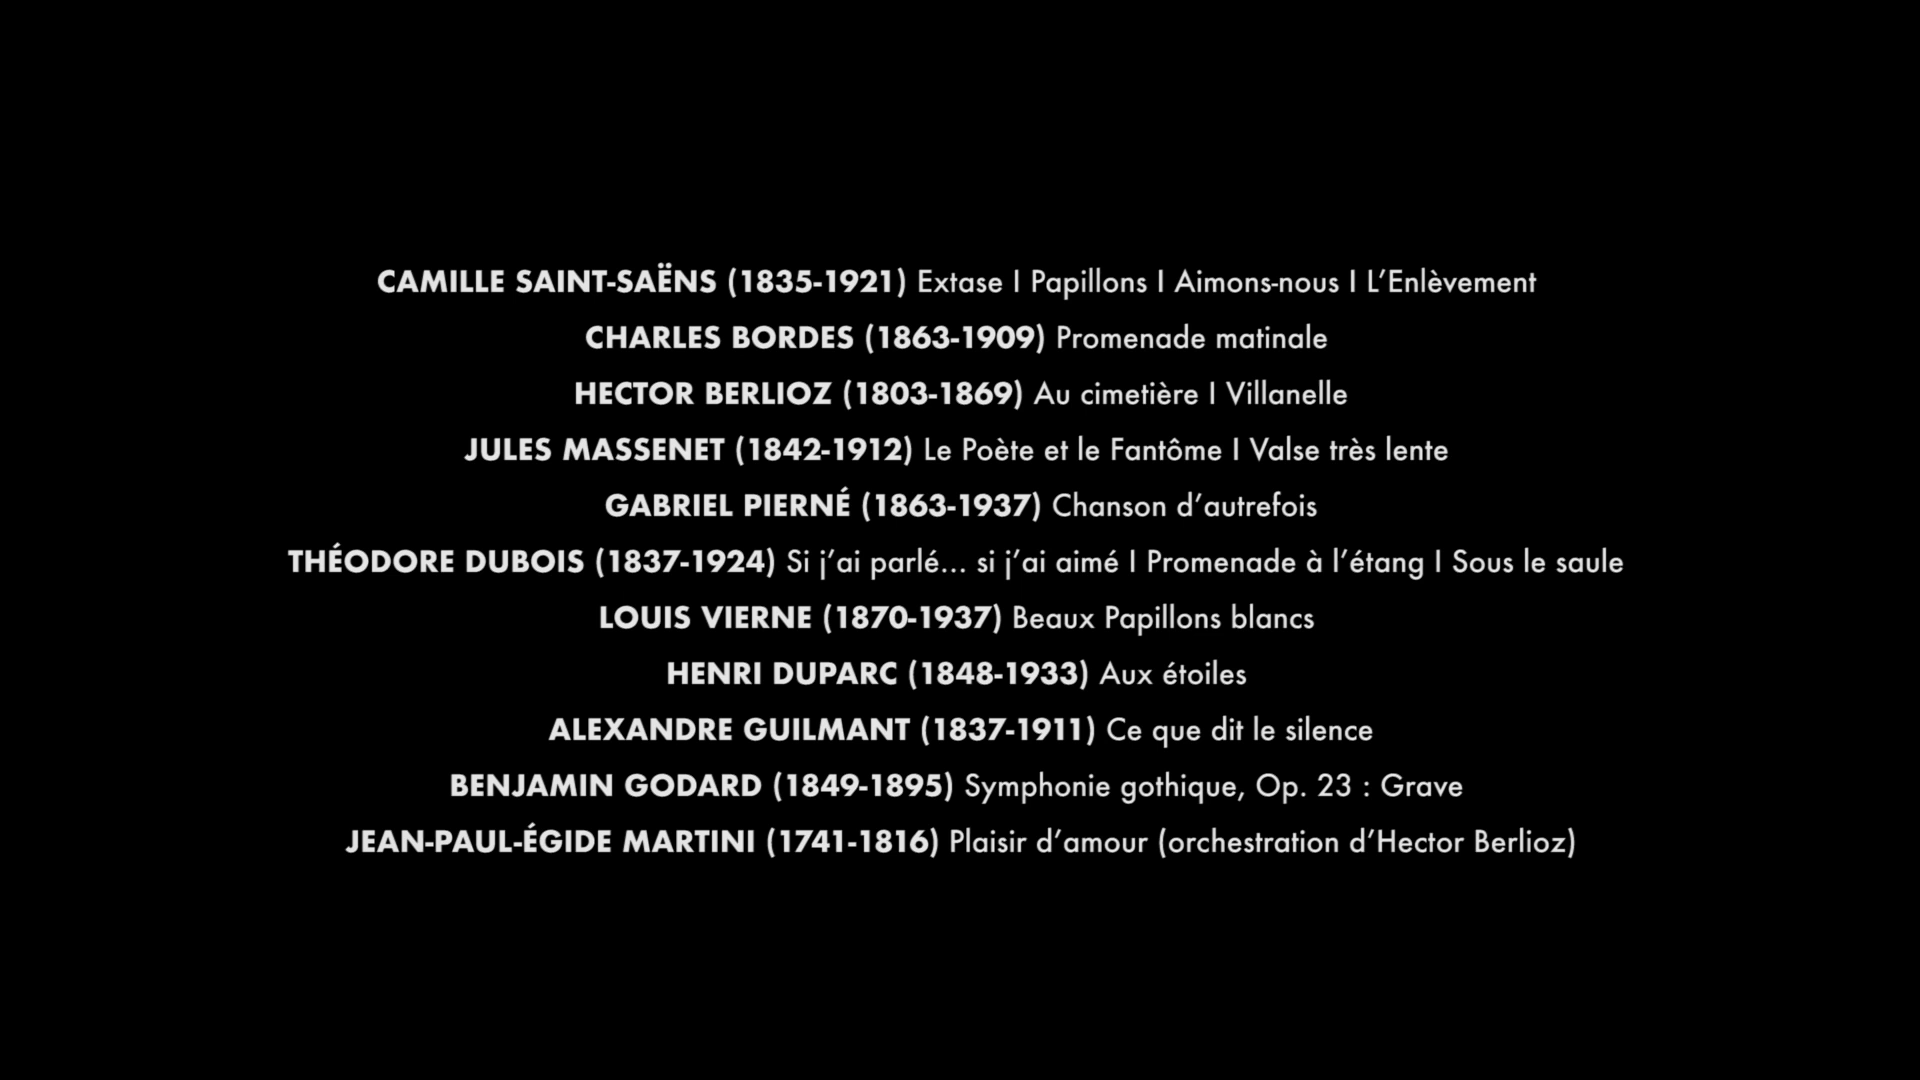 CAMILLE SAINT-SAËNS (1835-1921) Extase I Papillons I Aimons-nous I L’Enlèvement
CHARLES BORDES (1863-1909) Promenade matinale
HECTOR BERLIOZ (1803-1869) Au cimetière I Villanelle
JULES MASSENET (1842-1912) Le Poète et le Fantôme I Valse très lente
GABRIEL PIERNÉ (1863-1937) Chanson d’autrefois
THÉODORE DUBOIS (1837-1924) Si j’ai parlé... si j’ai aimé I Promenade à l’étang I Sous le saule
LOUIS VIERNE (1870-1937) Beaux Papillons blancs
HENRI DUPARC (1848-1933) Aux étoiles
ALEXANDRE GUILMANT (1837-1911) Ce que dit le silence
BENJAMIN GODARD (1849-1895) Symphonie gothique, Op. 23 : Grave
JEAN-PAUL-ÉGIDE MARTINI (1741-1816) Plaisir d’amour (orchestration d’Hector Berlioz)